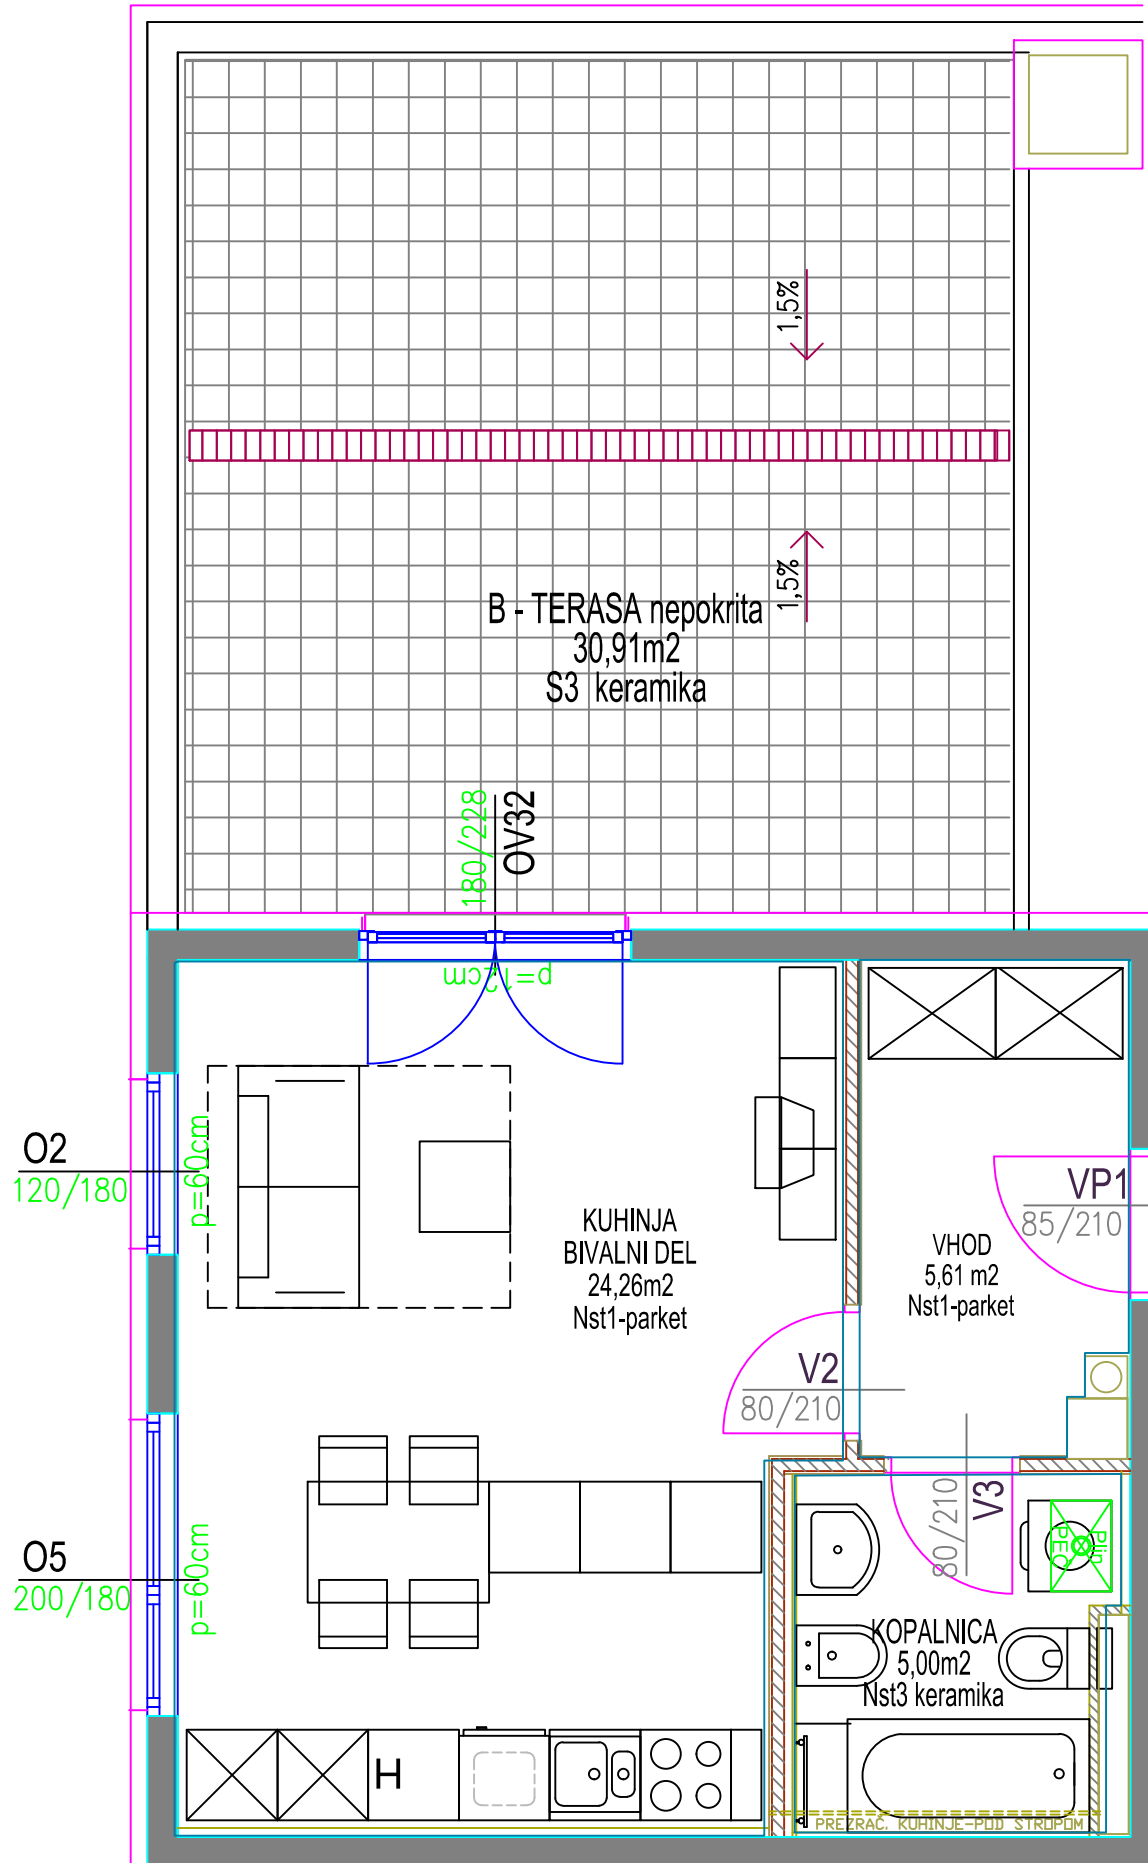 1,5%
1,5%
B - TERASA nepokrita
30,91m2
S3 keramika
180/228
OV32
p=12cm
O2
120/180
p=60cm
KUHINJA
BIVALNI DEL
24,26m2
Nst1-parket
VHOD
5,61 m2
Nst1-parket
VP1
85/210
V2
80/210
V3
80/210
O5
200/180
p=60cm
Plin
PEČ
KOPALNICA
5,00m2
Nst3 keramika
H
PREZRAČ. KUHINJE-POD STROPOM